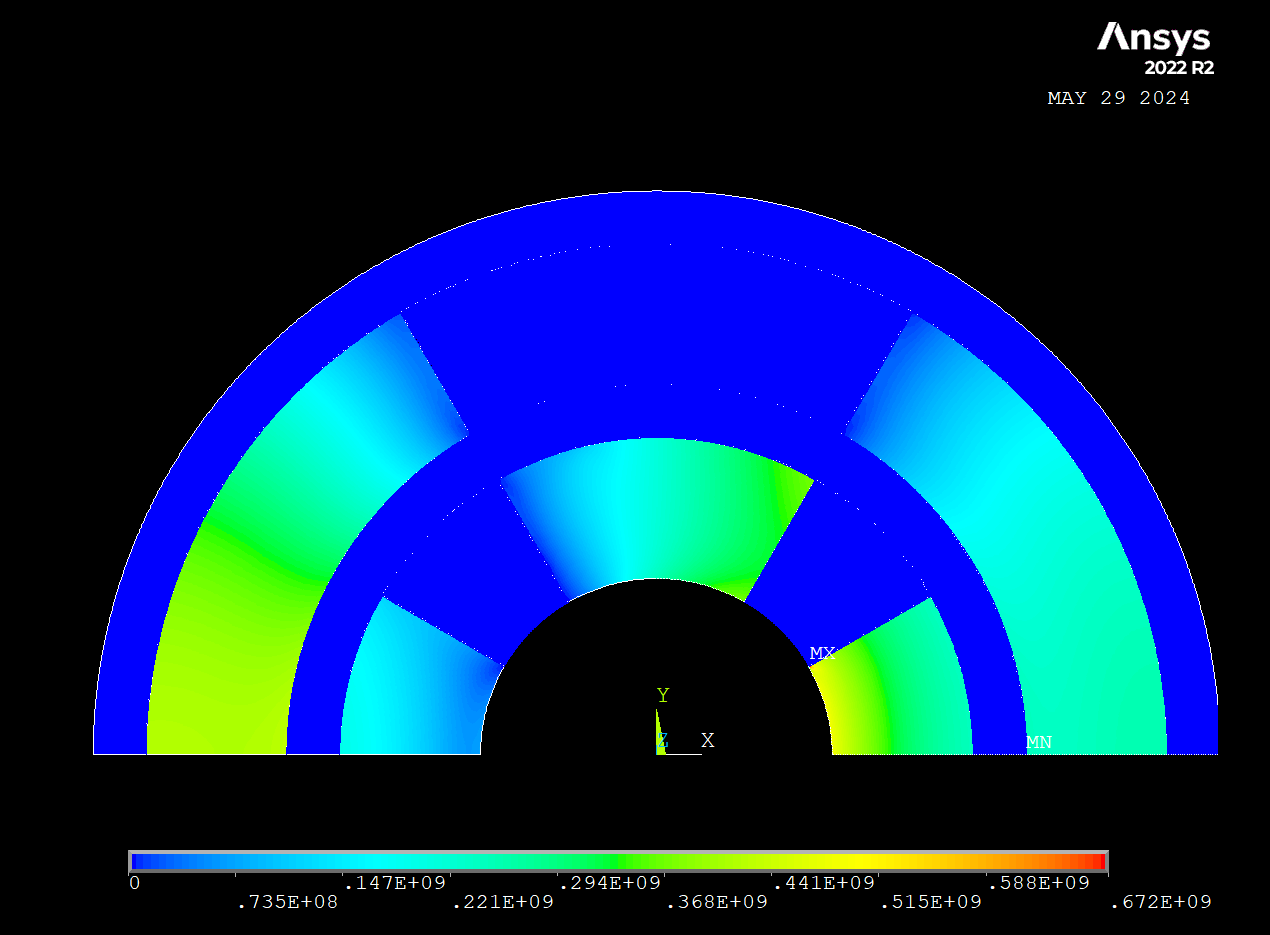 Ansys
2022 R2
MAY 29 2024
MX
Y
Z
X
MN
0
.147E+09
.294E+09
.441E+09
.588E+09
.735E+08
.221E+09
.368E+09
.515E+09
.672E+09